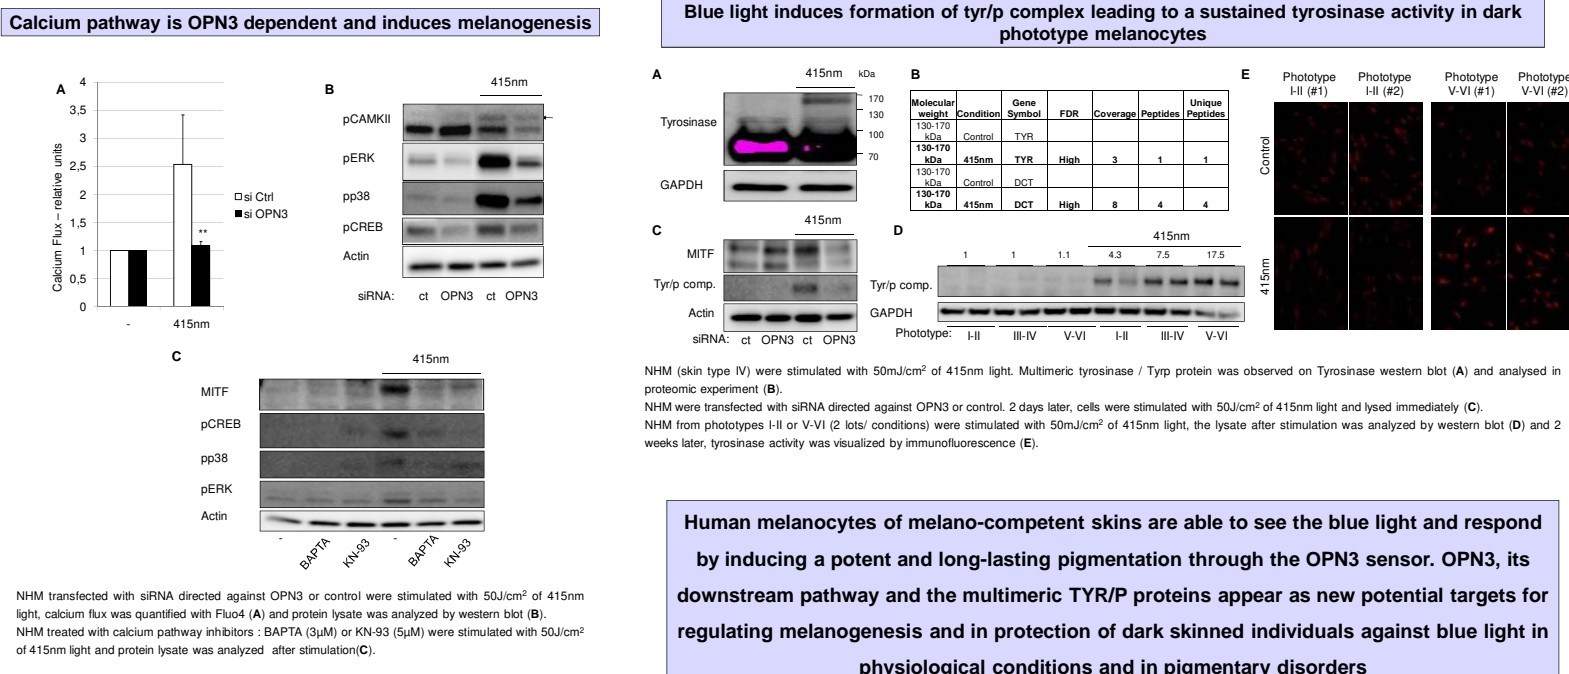 Calcium pathway is OPN3 dependent and induces melanogenesis
A
Calcium Flux – relative units
4
3,5
3
2,5
2
1,5
1
0,5
0
**
- 415nm
si Ctrl
si OPN3
B
415nm
pCAMKII
pERK
pp38
pCREB
Actin
siRNA: ct OPN3 ct OPN3
C
415nm
MITF
pCREB
pp38
pERK
Actin
- BAPTA KN-93 - BAPTA KN-93
NHM transfected with siRNA directed against OPN3 or control were stimulated with 50J/cm² of 415nm
light, calcium flux was quantified with Fluo4 (A) and protein lysate was analyzed by western blot (B).
NHM treated with calcium pathway inhibitors : BAPTA (3µM) or KN-93 (5µM) were stimulated with 50J/cm²
of 415nm light and protein lysate was analyzed after stimulation(C).
Blue light induces formation of tyr/p complex leading to a sustained tyrosinase activity in dark
phototype melanocytes
A
415nm kDa
Tyrosinase
170
130
100
70
GAPDH
B
Molecular weight Condition Gene Symbol FDR Coverage Peptides Unique Peptides
130-170 kDa Control TYR
130-170 kDa 415nm TYR High 3 1 1
130-170 kDa Control DCT
130-170 kDa 415nm DCT High 8 4 4
C
415nm
MITF
Tyr/p comp.
Actin
siRNA: ct OPN3 ct OPN3
D
415nm
1 1 1.1 4.3 7.5 17.5
Tyr/p comp.
GAPDH
Phototype: I-II III-IV V-VI I-II III-IV V-VI
E
Phototype I-II (#1) Phototype I-II (#2) Phototype V-VI (#1) Phototype V-VI (#2)
Control
415nm
NHM (skin type IV) were stimulated with 50mJ/cm² of 415nm light. Multimeric tyrosinase / Tyrp protein was observed on Tyrosinase western blot (A) and analysed in
proteomic experiment (B).
NHM were transfected with siRNA directed against OPN3 or control. 2 days later, cells were stimulated with 50J/cm² of 415nm light and lysed immediately (C).
NHM from phototypes I-II or V-VI (2 lots/ conditions) were stimulated with 50mJ/cm² of 415nm light, the lysate after stimulation was analyzed by western blot (D) and 2
weeks later, tyrosinase activity was visualized by immunofluorescence (E).
Human melanocytes of melano-competent skins are able to see the blue light and respond
by inducing a potent and long-lasting pigmentation through the OPN3 sensor. OPN3, its
downstream pathway and the multimeric TYR/P proteins appear as new potential targets for
regulating melanogenesis and in protection of dark skinned individuals against blue light in
physiological conditions and in pigmentary disorders